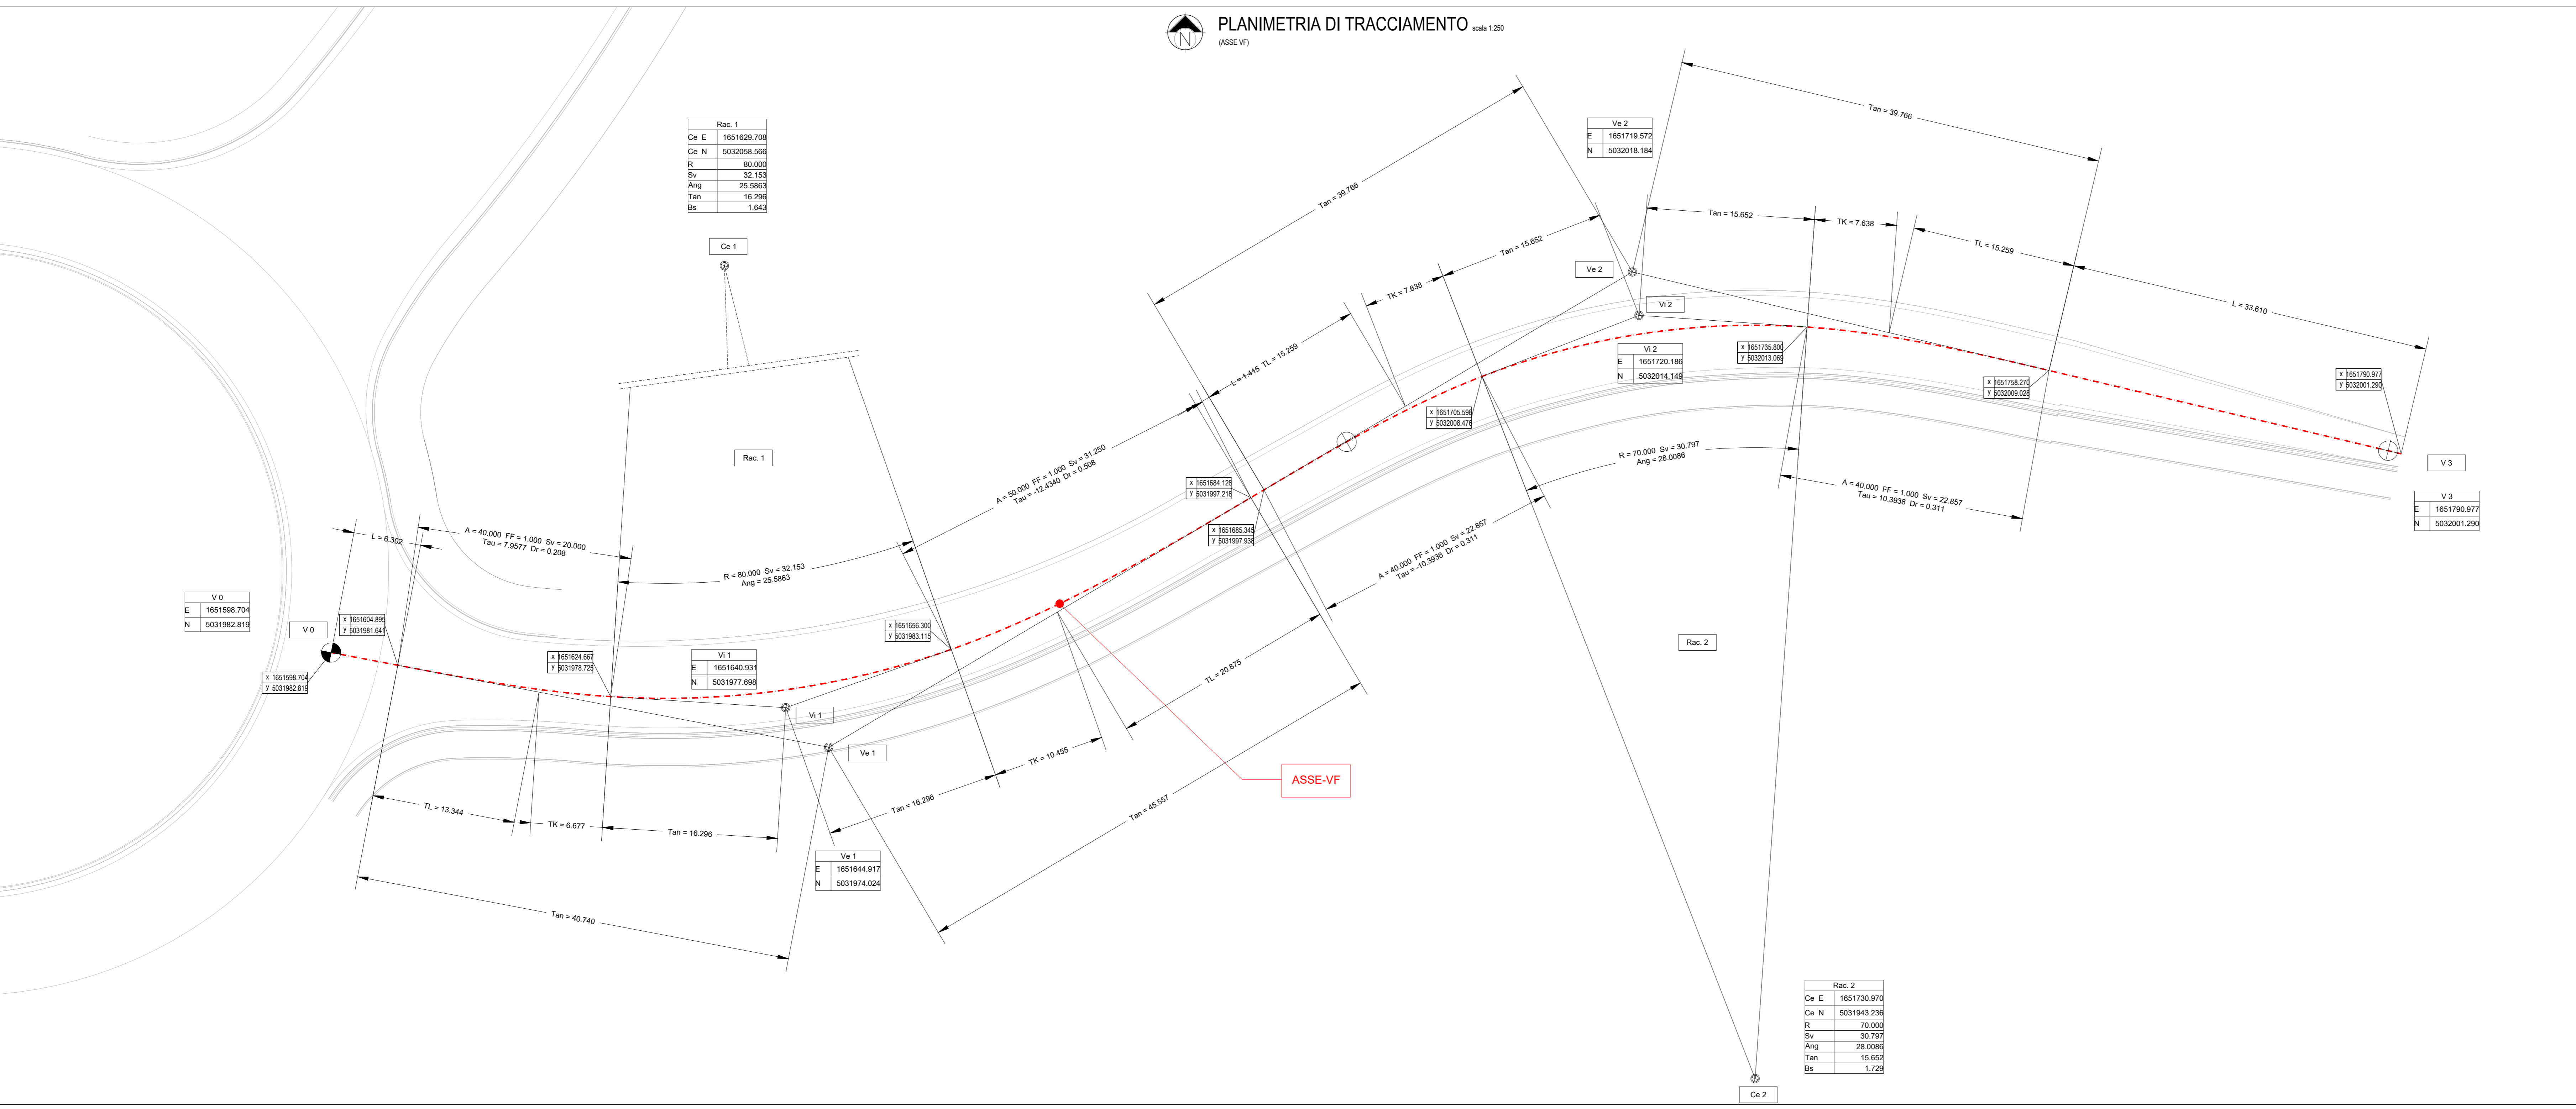 PLANIMETRIA DI TRACCIAMENTO scala 1:250
(ASSE VF)
N
Rac. 1
Ce E 1651629.708
Ce N 5032058.566
R 80.000
Sv 32.153
Ang 25.5863
Tan 16.296
Bs 1.643
Ce 1
Rac. 1
Ve 2
E 1651719.572
N 5032018.184
Tan = 39.766
Tan = 39.766
Tan = 15.652
TK = 7.638
TL = 15.259
L = 33.610
Tan = 15.652
TK = 7.638
L = 1.415 TL = 15.259
Ve 2
Vi 2
Vi 2
E 1651720.186
N 5032014.149
x 1651735.800
y 5032013.069
x 1651758.270
y 5032009.028
x 1651790.977
y 5032001.290
x 1651705.598
y 5032008.476
R = 70.000 Sv = 30.797
Ang = 28.0086
A = 40.000 FF = 1.000 Sv = 22.857
Tau = 10.3938 Dr = 0.311
V 3
V 3
E 1651790.977
N 5032001.290
A = 50.000 FF = 1.000 Sv = 31.250
Tau = -12.4340 Dr = 0.508
x 1651684.126
y 5031997.218
x 1651685.345
y 5031997.938
A = 40.000 FF = 1.000 Sv = 22.857
Tau = -10.3938 Dr = 0.311
L = 6.302
A = 40.000 FF = 1.000 Sv = 20.000
Tau = 7.9577 Dr = 0.208
R = 80.000 Sv = 32.153
Ang = 25.5863
V 0
E 1651598.704
N 5031982.819
V 0
x 1651604.895
y 5031981.641
x 1651598.704
y 5031982.819
x 1651624.667
y 5031978.725
x 1651656.300
y 5031983.115
Vi 1
E 1651640.931
N 5031977.698
Vi 1
Ve 1
Rac. 2
TL = 20.875
TK = 10.455
Tan = 16.296
Tan = 45.557
ASSE-VF
TL = 13.344
TK = 6.677
Tan = 16.296
Ve 1
E 1651644.917
N 5031974.024
Tan = 40.740
Rac. 2
Ce E 1651730.970
Ce N 5031943.236
R 70.000
Sv 30.797
Ang 28.0086
Tan 15.652
Bs 1.729
Ce 2